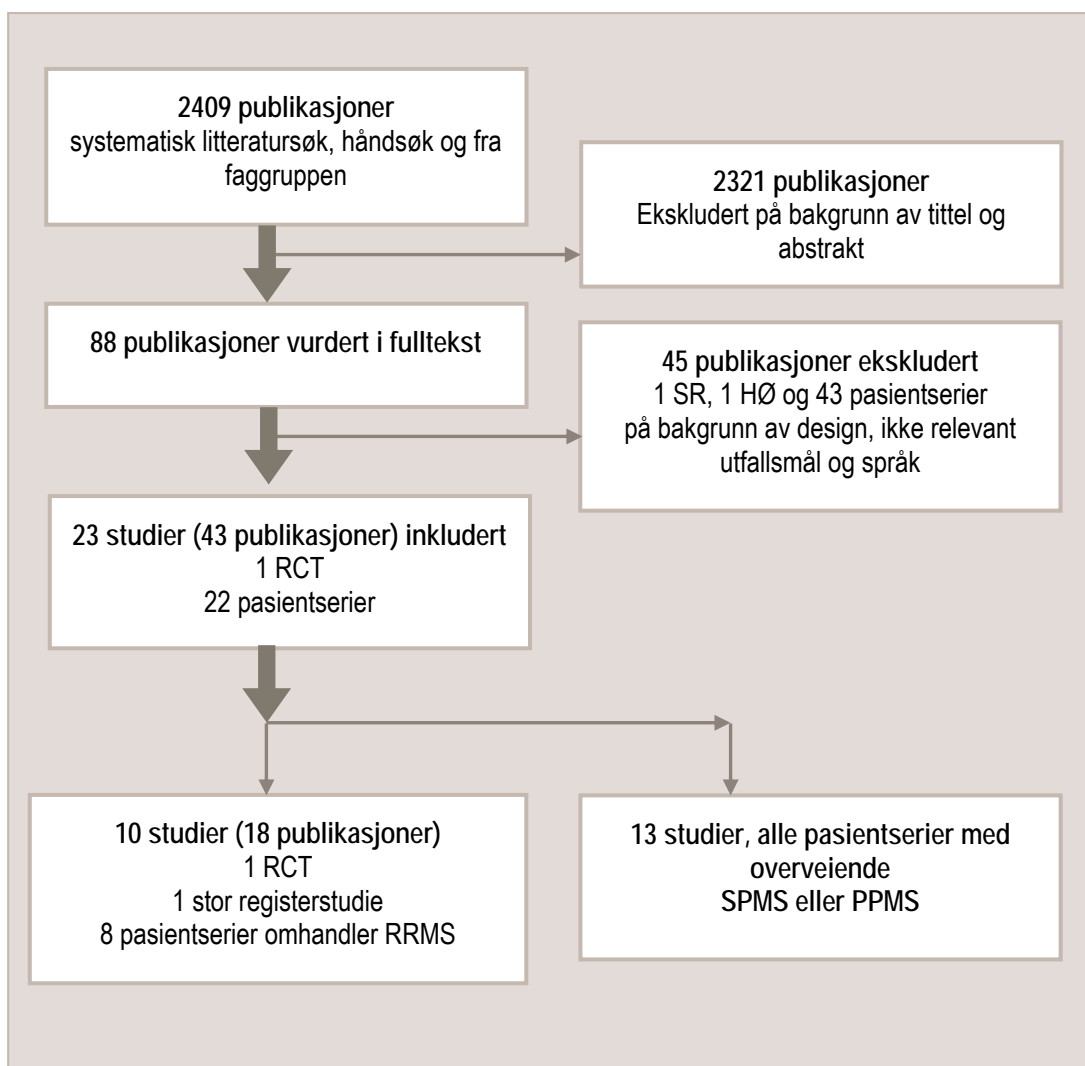 2409 publikasjoner
systematisk litteratursøk, håndsøk og fra
faggruppen
2321 publikasjoner
Ekskludert på bakgrunn av tittel og
abstrakt
88 publikasjoner vurdert i fulltekst
45 publikasjoner ekskludert
1 SR, 1 HØ og 43 pasientserier
på bakgrunn av design, ikke relevant
utfallsmål og språk
23 studier (43 publikasjoner) inkludert
1 RCT
22 pasientserier
10 studier (18 publikasjoner)
1 RCT
1 stor registerstudie
8 pasientserier omhandler RRMS
13 studier, alle pasientserier med
overveiende
SPMS eller PPMS